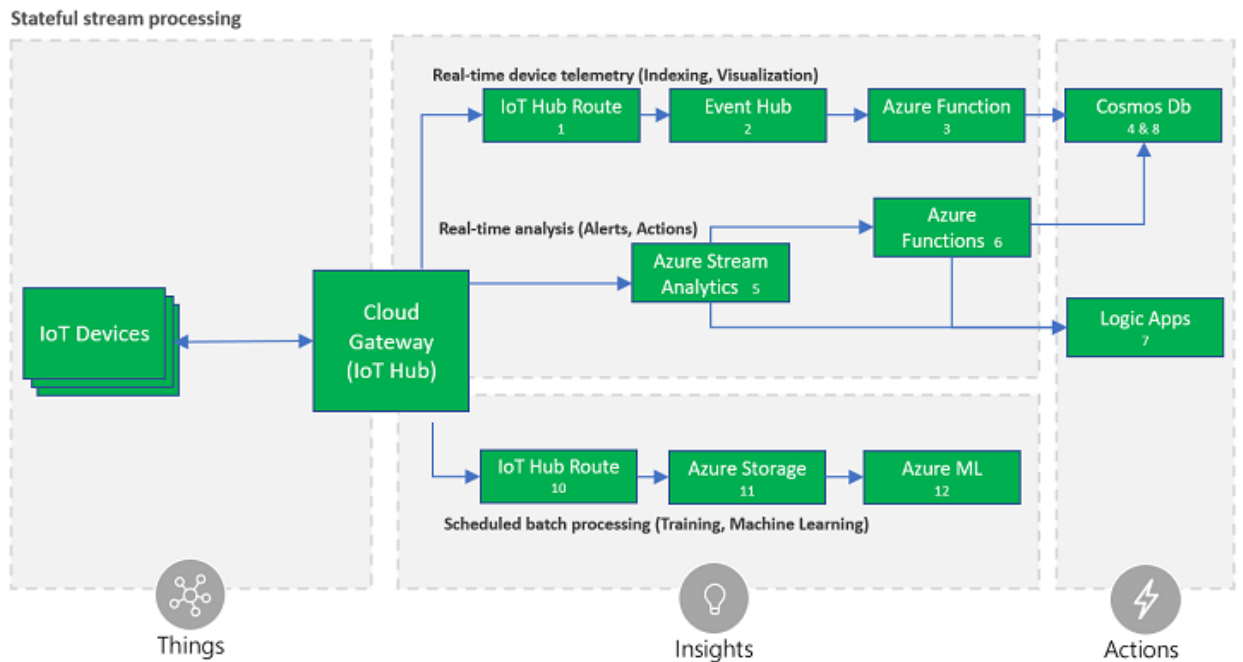 Stateful stream processing
Real-time device telemetry (Indexing, Visualization)
IoT Hub Route
1
Event Hub
2
Azure Function
3
Cosmos Db
4 & 8
Real-time analysis (Alerts, Actions)
Azure
Functions 6
Azure Stream
Analytics 5
IoT Devices
Cloud
Gateway
(IoT Hub)
Logic Apps
7
IoT Hub Route
10
Azure Storage
11
Azure ML
12
Scheduled batch processing (Training, Machine Learning)
Things
Insights
Actions